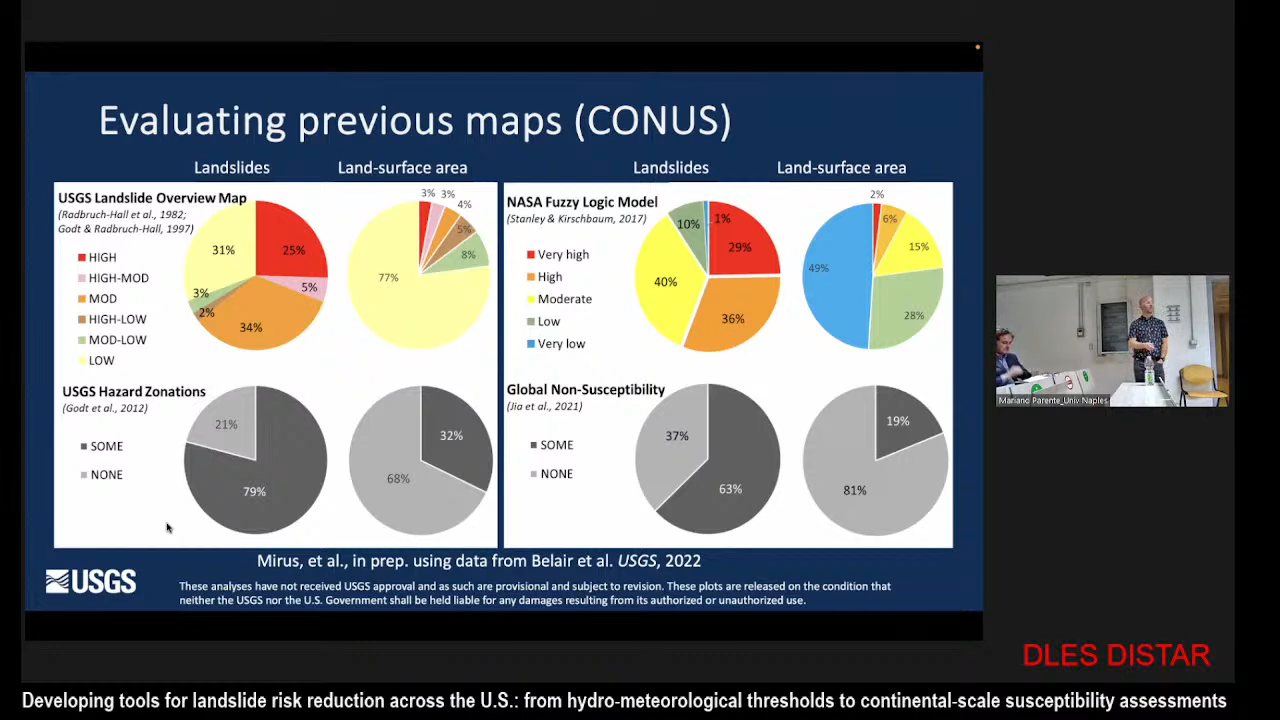 Evaluating previous maps (CONUS)
Landslides
Land-surface area
Landslides
Land-surface area
USGS Landslide Overview Map
(Radbruch-Hall et al., 1982;
Godt & Radbruch-Hall, 1997)
HIGH
HIGH-MOD
MOD
HIGH-LOW
MOD-LOW
LOW
31%
25%
5%
34%
2%
3%
3%
3%
4%
5%
8%
77%
NASA Fuzzy Logic Model
(Stanley & Kirschbaum, 2017)
Very high
High
Moderate
Low
Very low
10%
1%
29%
40%
36%
2%
6%
15%
49%
28%
USGS Hazard Zonations
(Godt et al., 2012)
SOME
NONE
21%
79%
32%
68%
Global Non-Susceptibility
(Jia et al., 2021)
SOME
NONE
37%
63%
19%
81%
Mirus, et al., in prep. using data from Belair et al. USGS, 2022
USGS
These analyses have not received USGS approval and as such are provisional and subject to revision. These plots are released on the condition that
neither the USGS nor the U.S. Government shall be held liable for any damages resulting from its authorized or unauthorized use.
Mariano Parente_Univ Naples
DLES DISTAR
Developing tools for landslide risk reduction across the U.S.: from hydro-meteorological thresholds to continental-scale susceptibility assessments